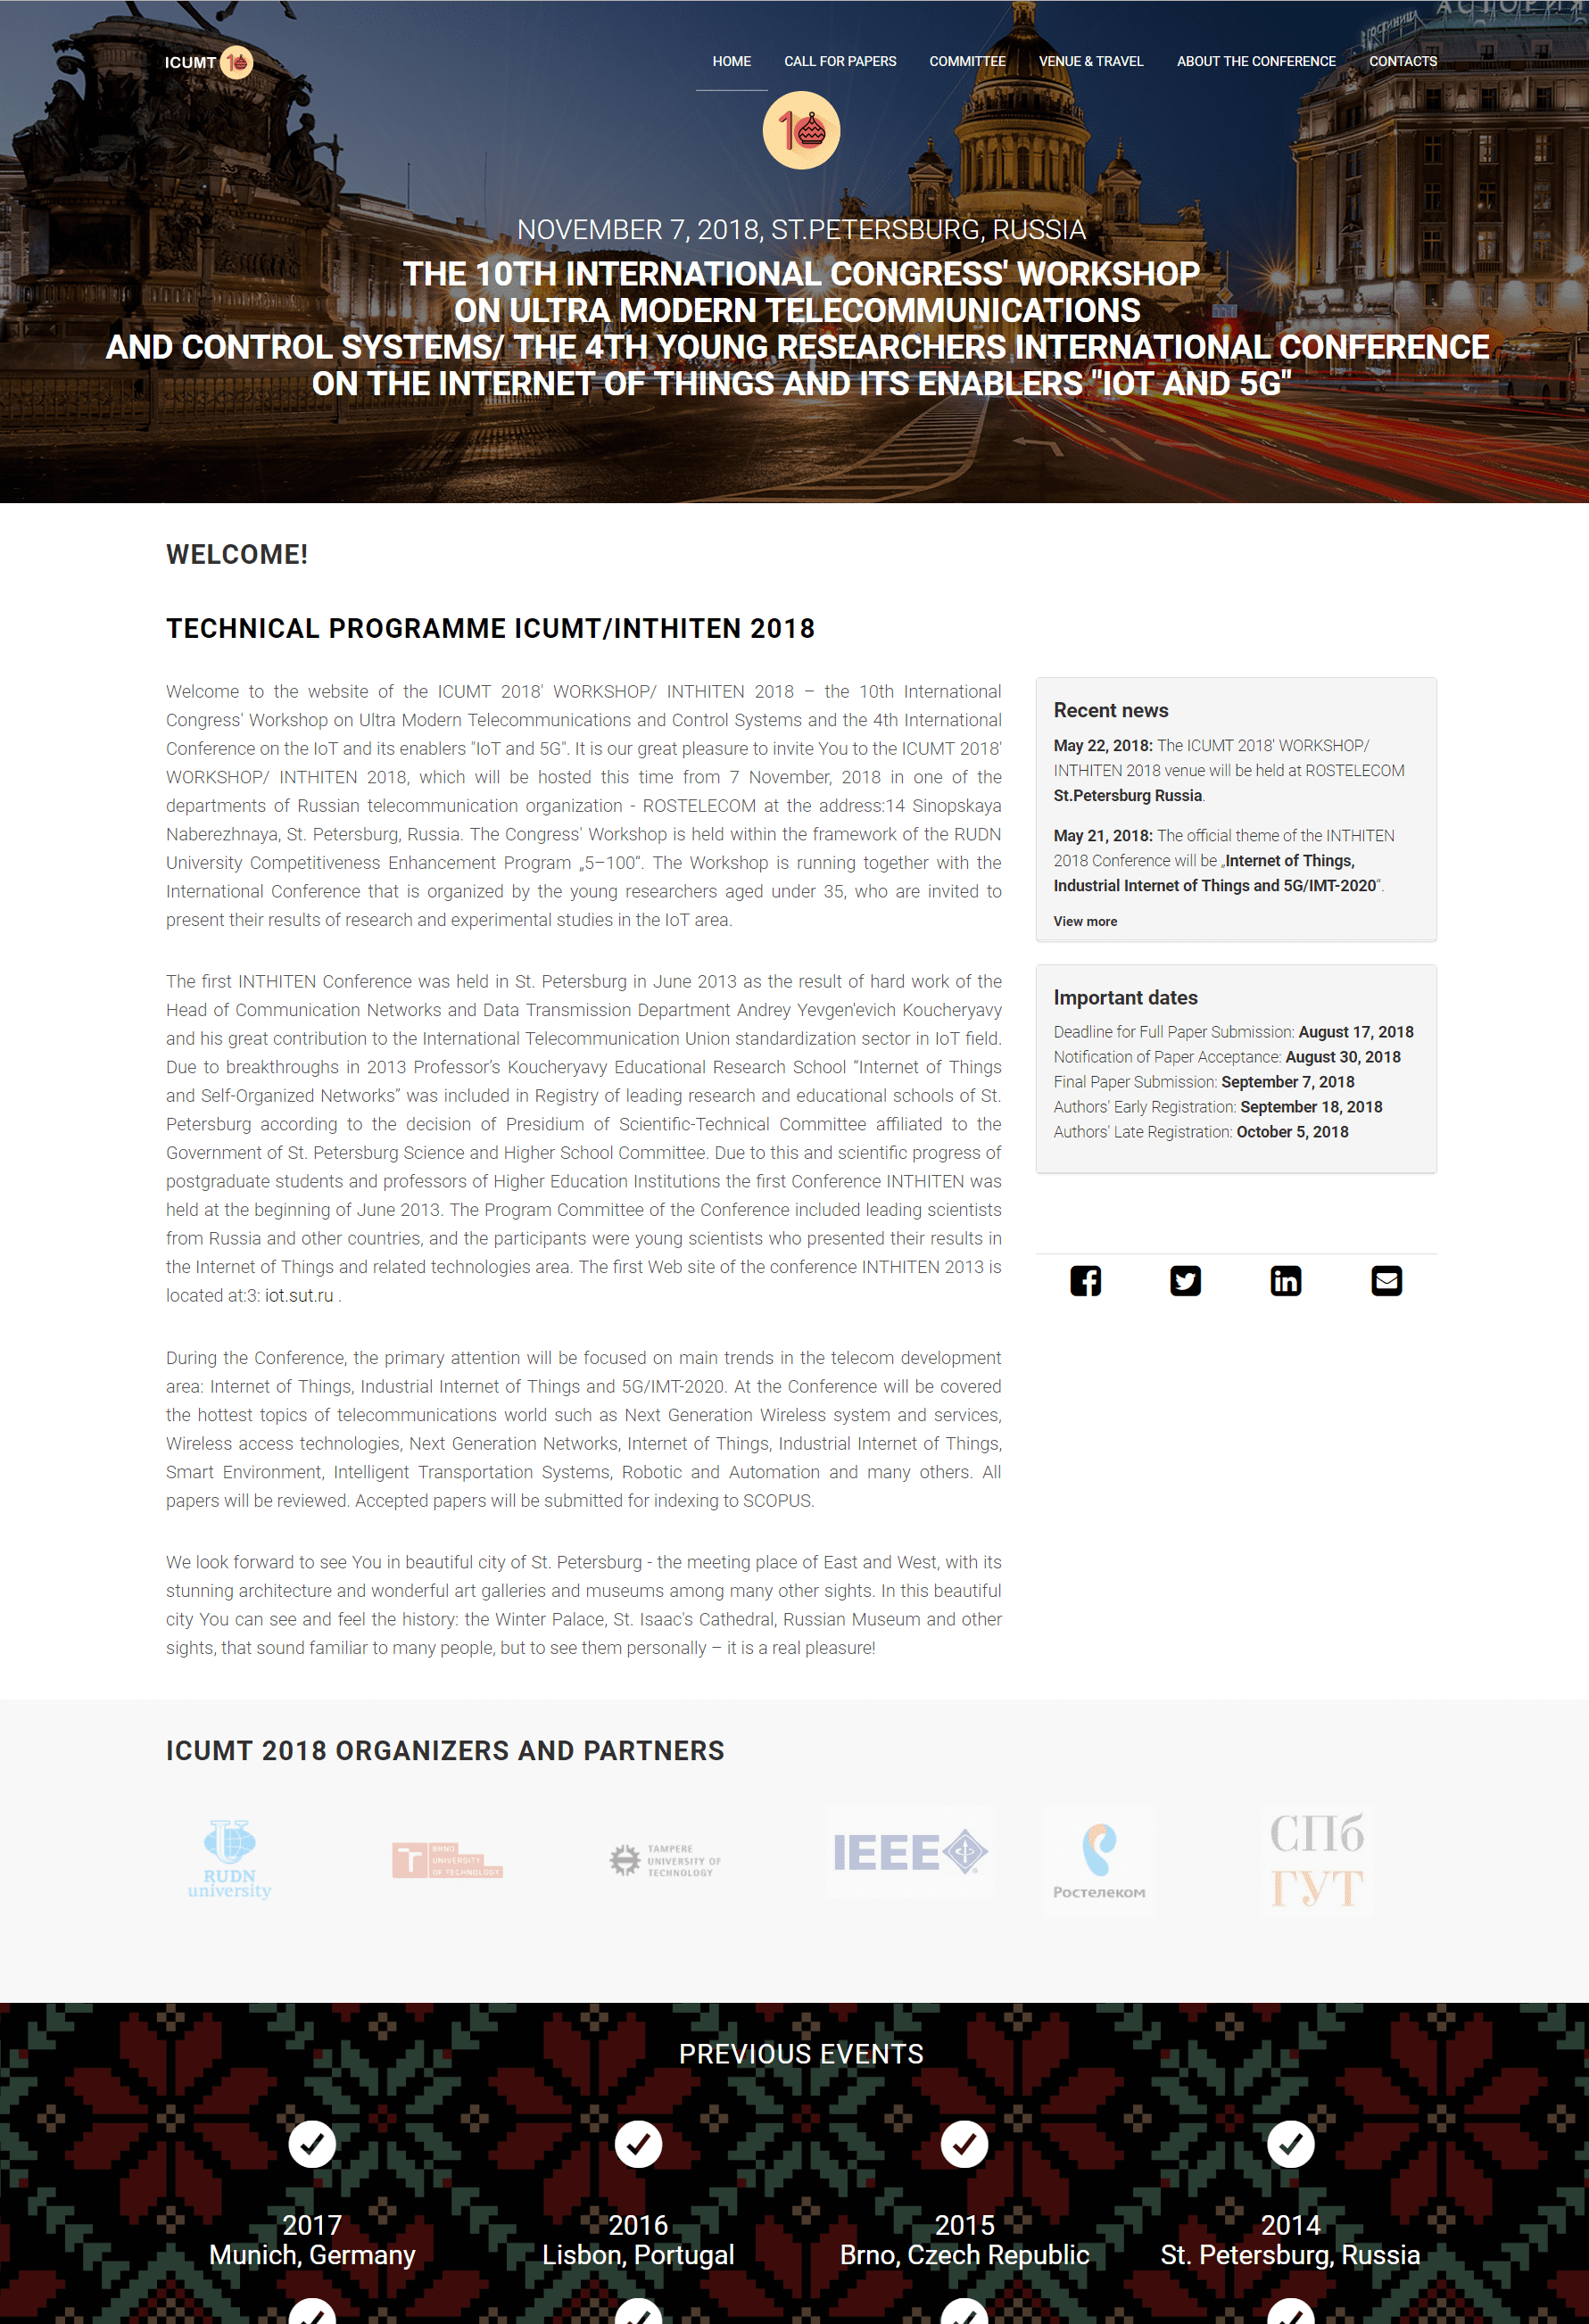 ГОСТИНИЦА АСТОРИЯ
ICUMT 10
HOME CALL FOR PAPERS COMMITTEE VENUE & TRAVEL ABOUT THE CONFERENCE CONTACTS
10
NOVEMBER 7, 2018, ST.PETERSBURG, RUSSIA
THE 10TH INTERNATIONAL CONGRESS' WORKSHOP
ON ULTRA MODERN TELECOMMUNICATIONS
AND CONTROL SYSTEMS/ THE 4TH YOUNG RESEARCHERS INTERNATIONAL CONFERENCE
ON THE INTERNET OF THINGS AND ITS ENABLERS "IOT AND 5G"
WELCOME!
TECHNICAL PROGRAMME ICUMT/INTHITEN 2018
Welcome to the website of the ICUMT 2018' WORKSHOP/ INTHITEN 2018 – the 10th International
Congress' Workshop on Ultra Modern Telecommunications and Control Systems and the 4th International
Conference on the IoT and its enablers "IoT and 5G". It is our great pleasure to invite You to the ICUMT 2018'
WORKSHOP/ INTHITEN 2018, which will be hosted this time from 7 November, 2018 in one of the
departments of Russian telecommunication organization - ROSTELECOM at the address:14 Sinopskaya
Naberezhnaya, St. Petersburg, Russia. The Congress' Workshop is held within the framework of the RUDN
University Competitiveness Enhancement Program „5–100“. The Workshop is running together with the
International Conference that is organized by the young researchers aged under 35, who are invited to
present their results of research and experimental studies in the IoT area.
The first INTHITEN Conference was held in St. Petersburg in June 2013 as the result of hard work of the
Head of Communication Networks and Data Transmission Department Andrey Yevgen'evich Koucheryavy
and his great contribution to the International Telecommunication Union standardization sector in IoT field.
Due to breakthroughs in 2013 Professor’s Koucheryavy Educational Research School “Internet of Things
and Self-Organized Networks” was included in Registry of leading research and educational schools of St.
Petersburg according to the decision of Presidium of Scientific-Technical Committee affiliated to the
Government of St. Petersburg Science and Higher School Committee. Due to this and scientific progress of
postgraduate students and professors of Higher Education Institutions the first Conference INTHITEN was
held at the beginning of June 2013. The Program Committee of the Conference included leading scientists
from Russia and other countries, and the participants were young scientists who presented their results in
the Internet of Things and related technologies area. The first Web site of the conference INTHITEN 2013 is
located at:3: iot.sut.ru .
During the Conference, the primary attention will be focused on main trends in the telecom development
area: Internet of Things, Industrial Internet of Things and 5G/IMT-2020. At the Conference will be covered
the hottest topics of telecommunications world such as Next Generation Wireless system and services,
Wireless access technologies, Next Generation Networks, Internet of Things, Industrial Internet of Things,
Smart Environment, Intelligent Transportation Systems, Robotic and Automation and many others. All
papers will be reviewed. Accepted papers will be submitted for indexing to SCOPUS.
We look forward to see You in beautiful city of St. Petersburg - the meeting place of East and West, with its
stunning architecture and wonderful art galleries and museums among many other sights. In this beautiful
city You can see and feel the history: the Winter Palace, St. Isaac's Cathedral, Russian Museum and other
sights, that sound familiar to many people, but to see them personally – it is a real pleasure!
Recent news
May 22, 2018: The ICUMT 2018' WORKSHOP/
INTHITEN 2018 venue will be held at ROSTELECOM
St.Petersburg Russia.
May 21, 2018: The official theme of the INTHITEN
2018 Conference will be „Internet of Things,
Industrial Internet of Things and 5G/IMT-2020“.
View more
Important dates
Deadline for Full Paper Submission: August 17, 2018
Notification of Paper Acceptance: August 30, 2018
Final Paper Submission: September 7, 2018
Authors' Early Registration: September 18, 2018
Authors' Late Registration: October 5, 2018
ICUMT 2018 ORGANIZERS AND PARTNERS
RUDN
university
BRNO
UNIVERSITY
OF TECHNOLOGY
TAMPERE
UNIVERSITY OF
TECHNOLOGY
IEEE
Ростелеком
СПб
ГУТ
PREVIOUS EVENTS
2017
Munich, Germany
2016
Lisbon, Portugal
2015
Brno, Czech Republic
2014
St. Petersburg, Russia